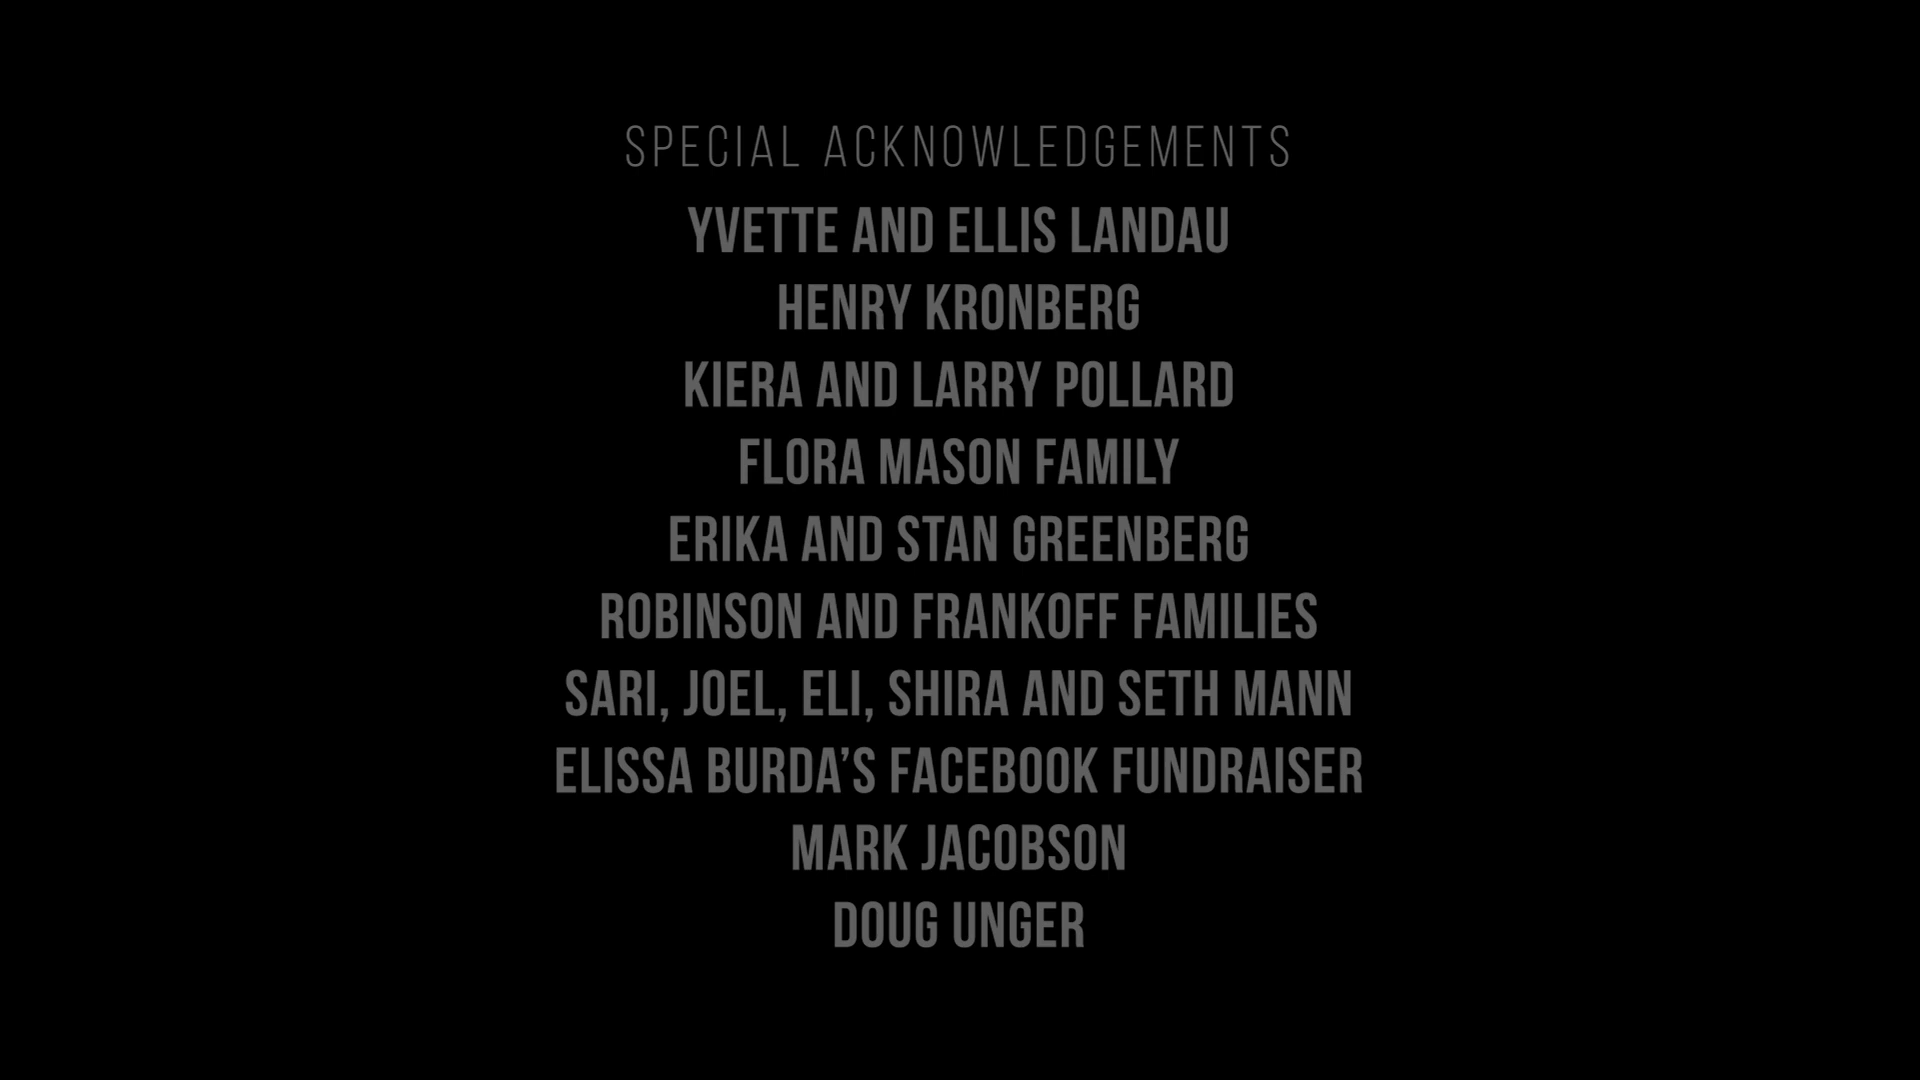 SPECIAL ACKNOWLEDGEMENTS
YVETTE AND ELLIS LANDAU
HENRY KRONBERG
KIERA AND LARRY POLLARD
FLORA MASON FAMILY
ERIKA AND STAN GREENBERG
ROBINSON AND FRANKOFF FAMILIES
SARI, JOEL, ELI, SHIRA AND SETH MANN
ELISSA BURDA’S FACEBOOK FUNDRAISER
MARK JACOBSON
DOUG UNGER